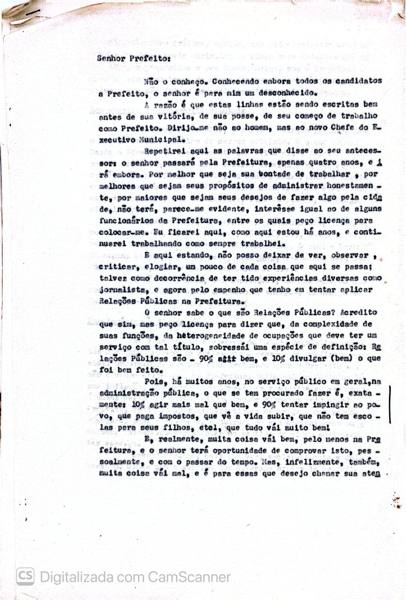 Senhor Prefeito:
Não o conheço. Conhecendo embora todos os candidatos
a Prefeito, o senhor é para mim um desconhecido.
A razão é que estas linhas estão sendo escritas bem
antes de sua vitória, de sua posse, de seu começo de trabalho
como Prefeito. Dirijo-me não ao homem, mas ao novo Chefe do E-
xecutivo Municipal.
Repetirei aqui as palavras que disse ao seu anteces-
sor: o senhor passará pela Prefeitura, apenas quatro anos, e i
rá embora. Por melhor que seja sua vontade de trabalhar , por
melhores que sejam seus propósitos de administrar honestamen-
te, por maiores que sejam seus desejos de fazer algo pela cida
de, não terá, parece-me evidente, interêsse igual ao de alguns
funcionários da Prefeitura, entre os quais peço licença para
colocar-me. Eu ficarei aqui, como aqui estou há anos, e conti-
nuarei trabalhando como sempre trabalhei.
E aqui estando, não posso deixar de ver, observar ,
criticar, elogiar, um pouco de cada coisa que aqui se passa;
talvez como decorrência de ter tido experiências diversas como
jornalista, e agora pelo empenho que tenho em tentar aplicar
Relações Públicas na Prefeitura.
O senhor sabe o que são Relações Públicas? Acredito
que sim, mas peço licença para dizer que, da complexidade de
suas funções, da heterogeneidade de ocupações que deve ter um
serviço com tal título, sobressai uma espécie de definição: Re
lações Públicas são - 90% agir bem, e 10% divulgar (bem) o que
foi bem feito.
Pois, há muitos anos, no serviço público em geral,na
administração pública, o que se tem procurado fazer é, exata-
mente: 10% agir mais mal que bem, e 90% tentar impingir ao po-
vo, que paga impostos, que vê a vida subir, que não tem esco-
las para seus filhos, etc, que tudo vai muito bem!
E, realmente, muita coisa vai bem, pelo menos na Pre
feitura, e o senhor terá oportunidade de comprovar isto, pes-
soalmente, e com o passar do tempo. Mas, infelizmente, também,
muita coisa vai mal, e é para essas que desejo chamar sua aten
CS Digitalizada com CamScanner